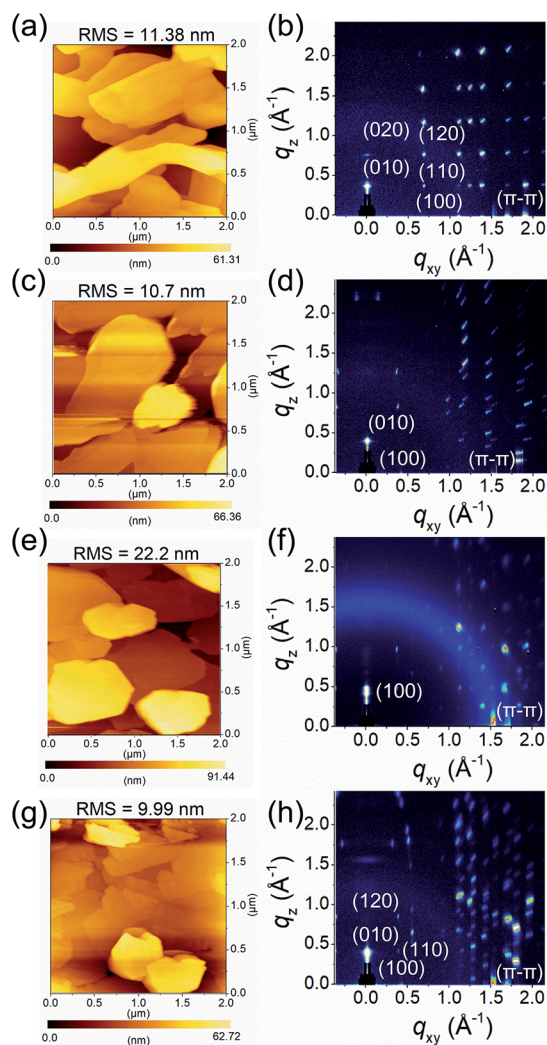 (a)
RMS = 11.38 nm
2.0
1.5
1.0
0.5
0.0
(µm)
0.0 0.5 1.0 1.5 2.0
(µm)
0.0 (nm) 61.31
(b)
2.0
1.5
1.0
0.5
0.0
qz (Å-1)
(020) (120)
(010) (110)
(100) (π-π)
0.0 0.5 1.0 1.5 2.0
qxy (Å-1)
(c)
RMS = 10.7 nm
2.0
1.5
1.0
0.5
0.0
(µm)
0.0 0.5 1.0 1.5 2.0
(µm)
0.0 (nm) 66.36
(d)
2.0
1.5
1.0
0.5
0.0
qz (Å-1)
(010)
(100) (π-π)
0.0 0.5 1.0 1.5 2.0
qxy (Å-1)
(e)
RMS = 22.2 nm
2.0
1.5
1.0
0.5
0.0
(µm)
0.0 0.5 1.0 1.5 2.0
(µm)
0.0 (nm) 91.44
(f)
2.0
1.5
1.0
0.5
0.0
qz (Å-1)
(100)
(π-π)
0.0 0.5 1.0 1.5 2.0
qxy (Å-1)
(g)
RMS = 9.99 nm
2.0
1.5
1.0
0.5
0.0
(µm)
0.0 0.5 1.0 1.5 2.0
(µm)
0.0 (nm) 62.72
(h)
2.0
1.5
1.0
0.5
0.0
qz (Å-1)
(120)
(010) (110)
(100) (π-π)
0.0 0.5 1.0 1.5 2.0
qxy (Å-1)